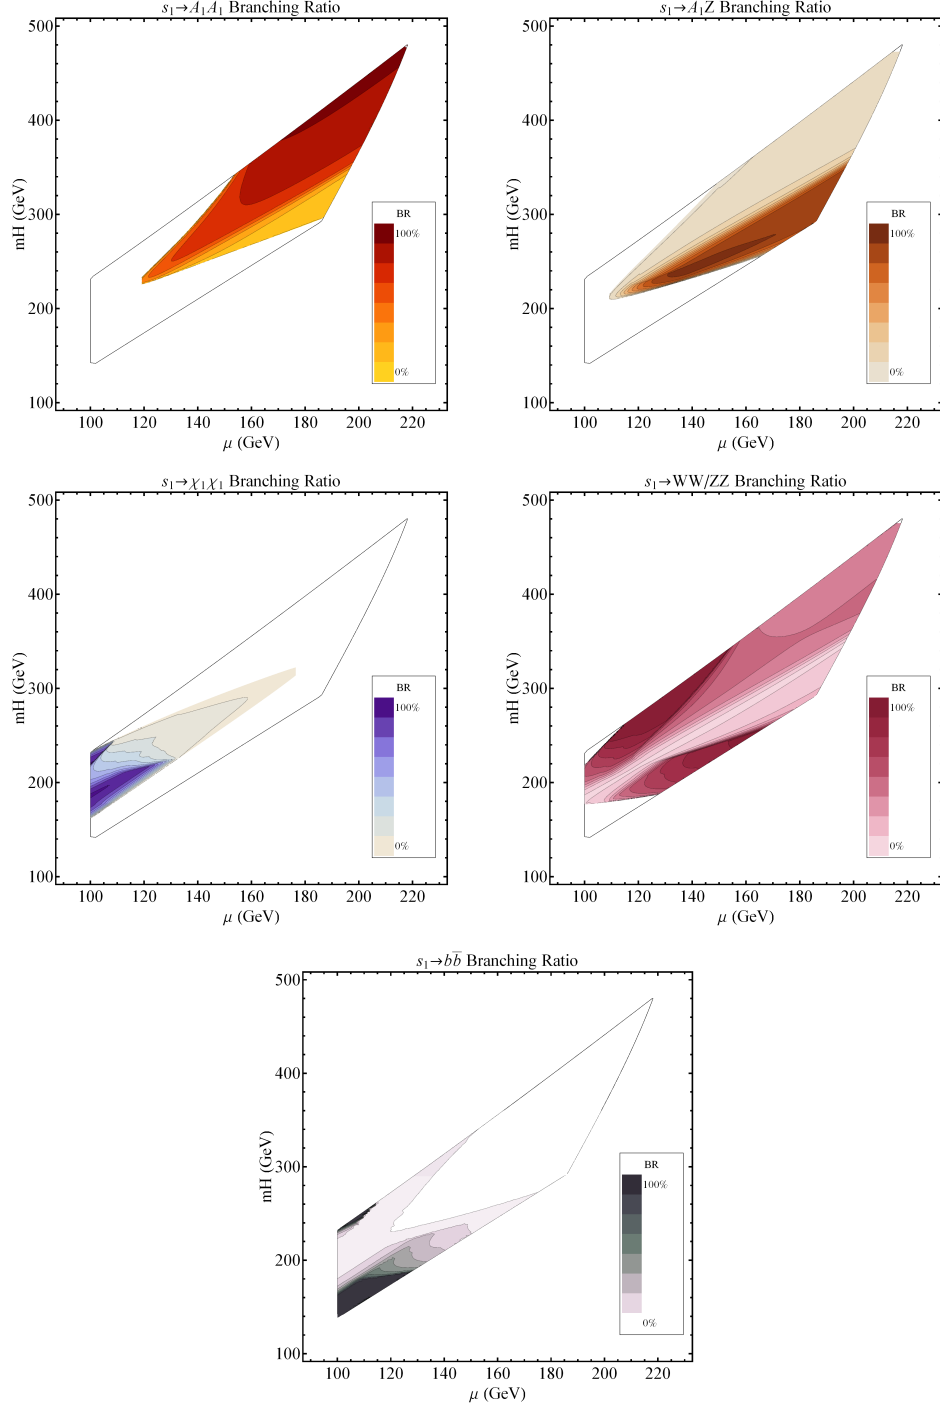 s₁→A₁A₁ Branching Ratio
500
400
300
200
100
mH (GeV)
BR
100%
0%
100 120 140 160 180 200 220
μ (GeV)
s₁→A₁Z Branching Ratio
500
400
300
200
100
mH (GeV)
BR
100%
0%
100 120 140 160 180 200 220
μ (GeV)
s₁→χ₁χ₁ Branching Ratio
500
400
300
200
100
mH (GeV)
BR
100%
0%
100 120 140 160 180 200 220
μ (GeV)
s₁→WW/ZZ Branching Ratio
500
400
300
200
100
mH (GeV)
BR
100%
0%
100 120 140 160 180 200 220
μ (GeV)
s₁→bb̅ Branching Ratio
500
400
300
200
100
mH (GeV)
BR
100%
0%
100 120 140 160 180 200 220
μ (GeV)